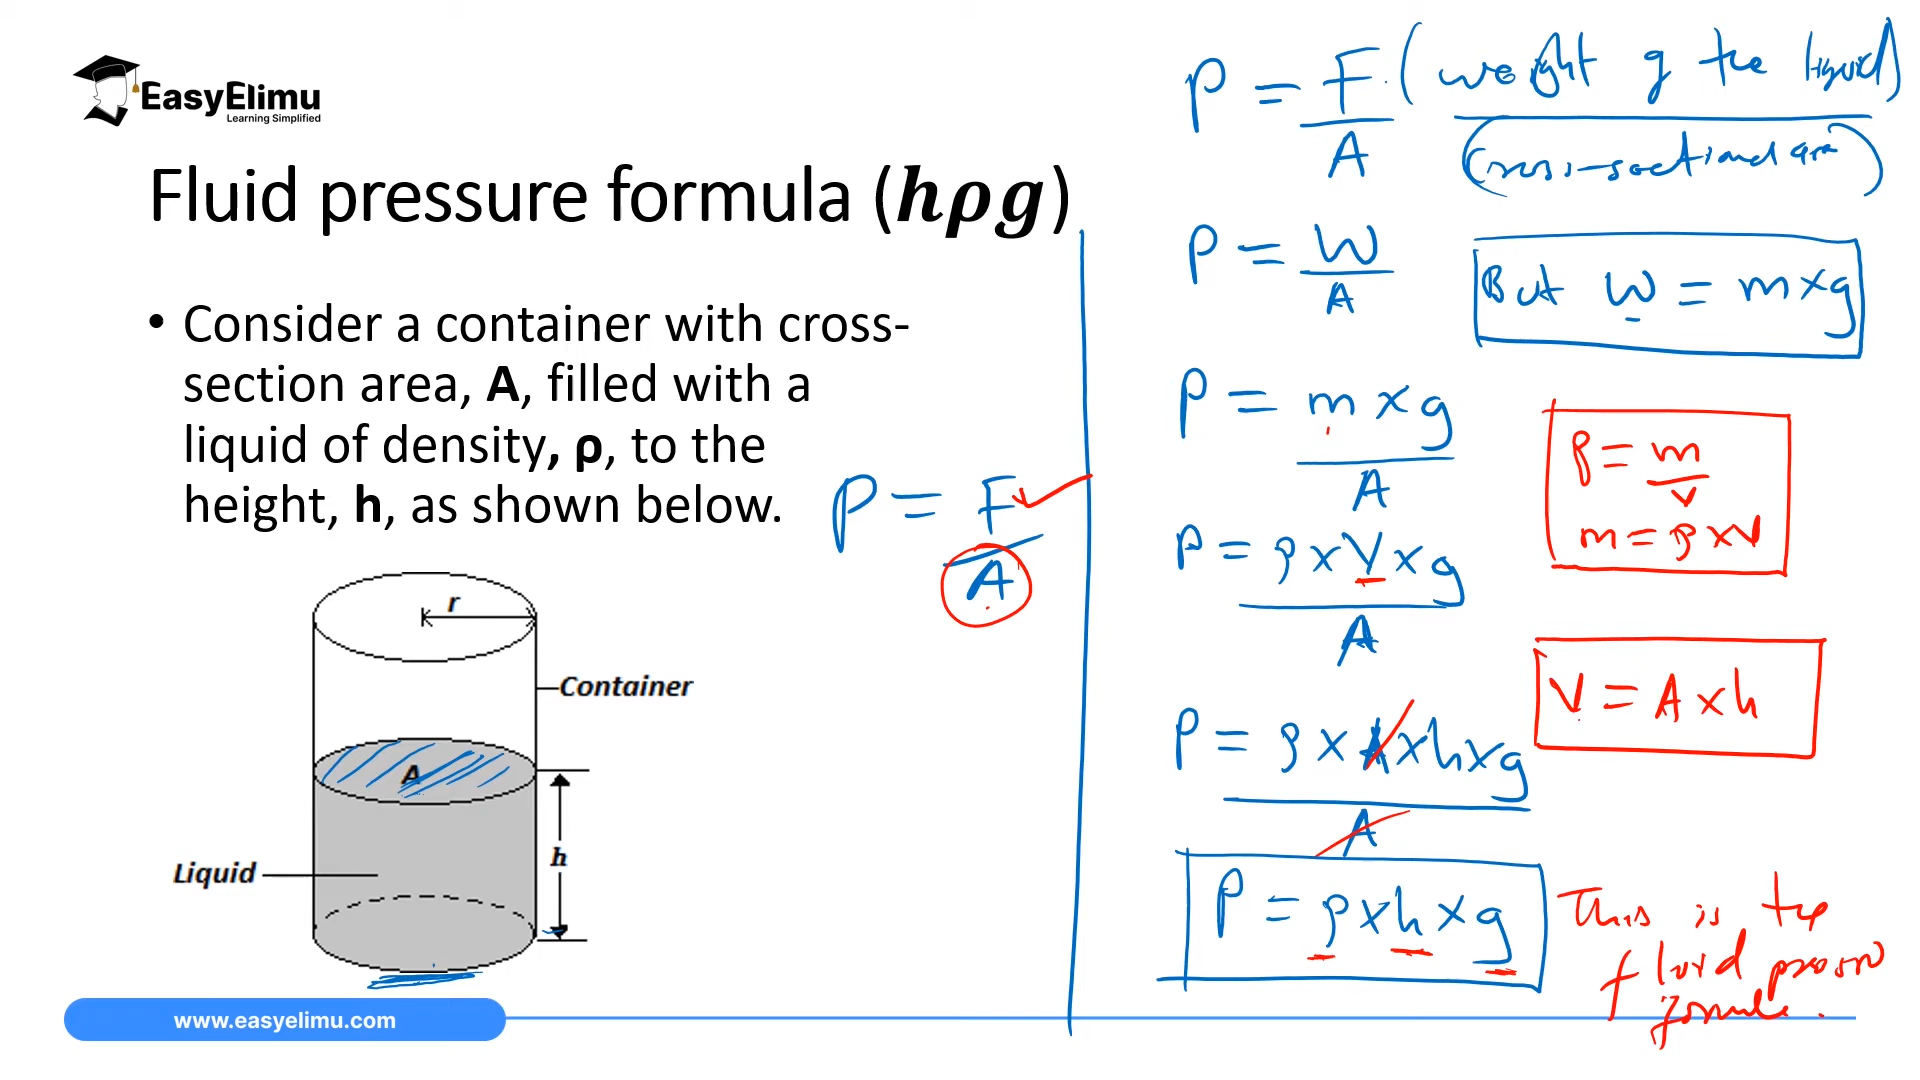 EasyElimu
Learning Simplified
Fluid pressure formula (hρg)
• Consider a container with cross-
section area, A, filled with a
liquid of density, ρ, to the
height, h, as shown below.
r
Container
A
Liquid
h
P = F
A
P = F (weight of the liquid)
A (cross-sectional area)
P = W
A
But W = m x g
P = m x g
A
ρ = m
v
m = ρ x V
P = ρ x V x g
A
V = A x h
P = ρ x A x h x g
A
P = ρ x h x g
This is the
fluid pressure
formula.
www.easyelimu.com